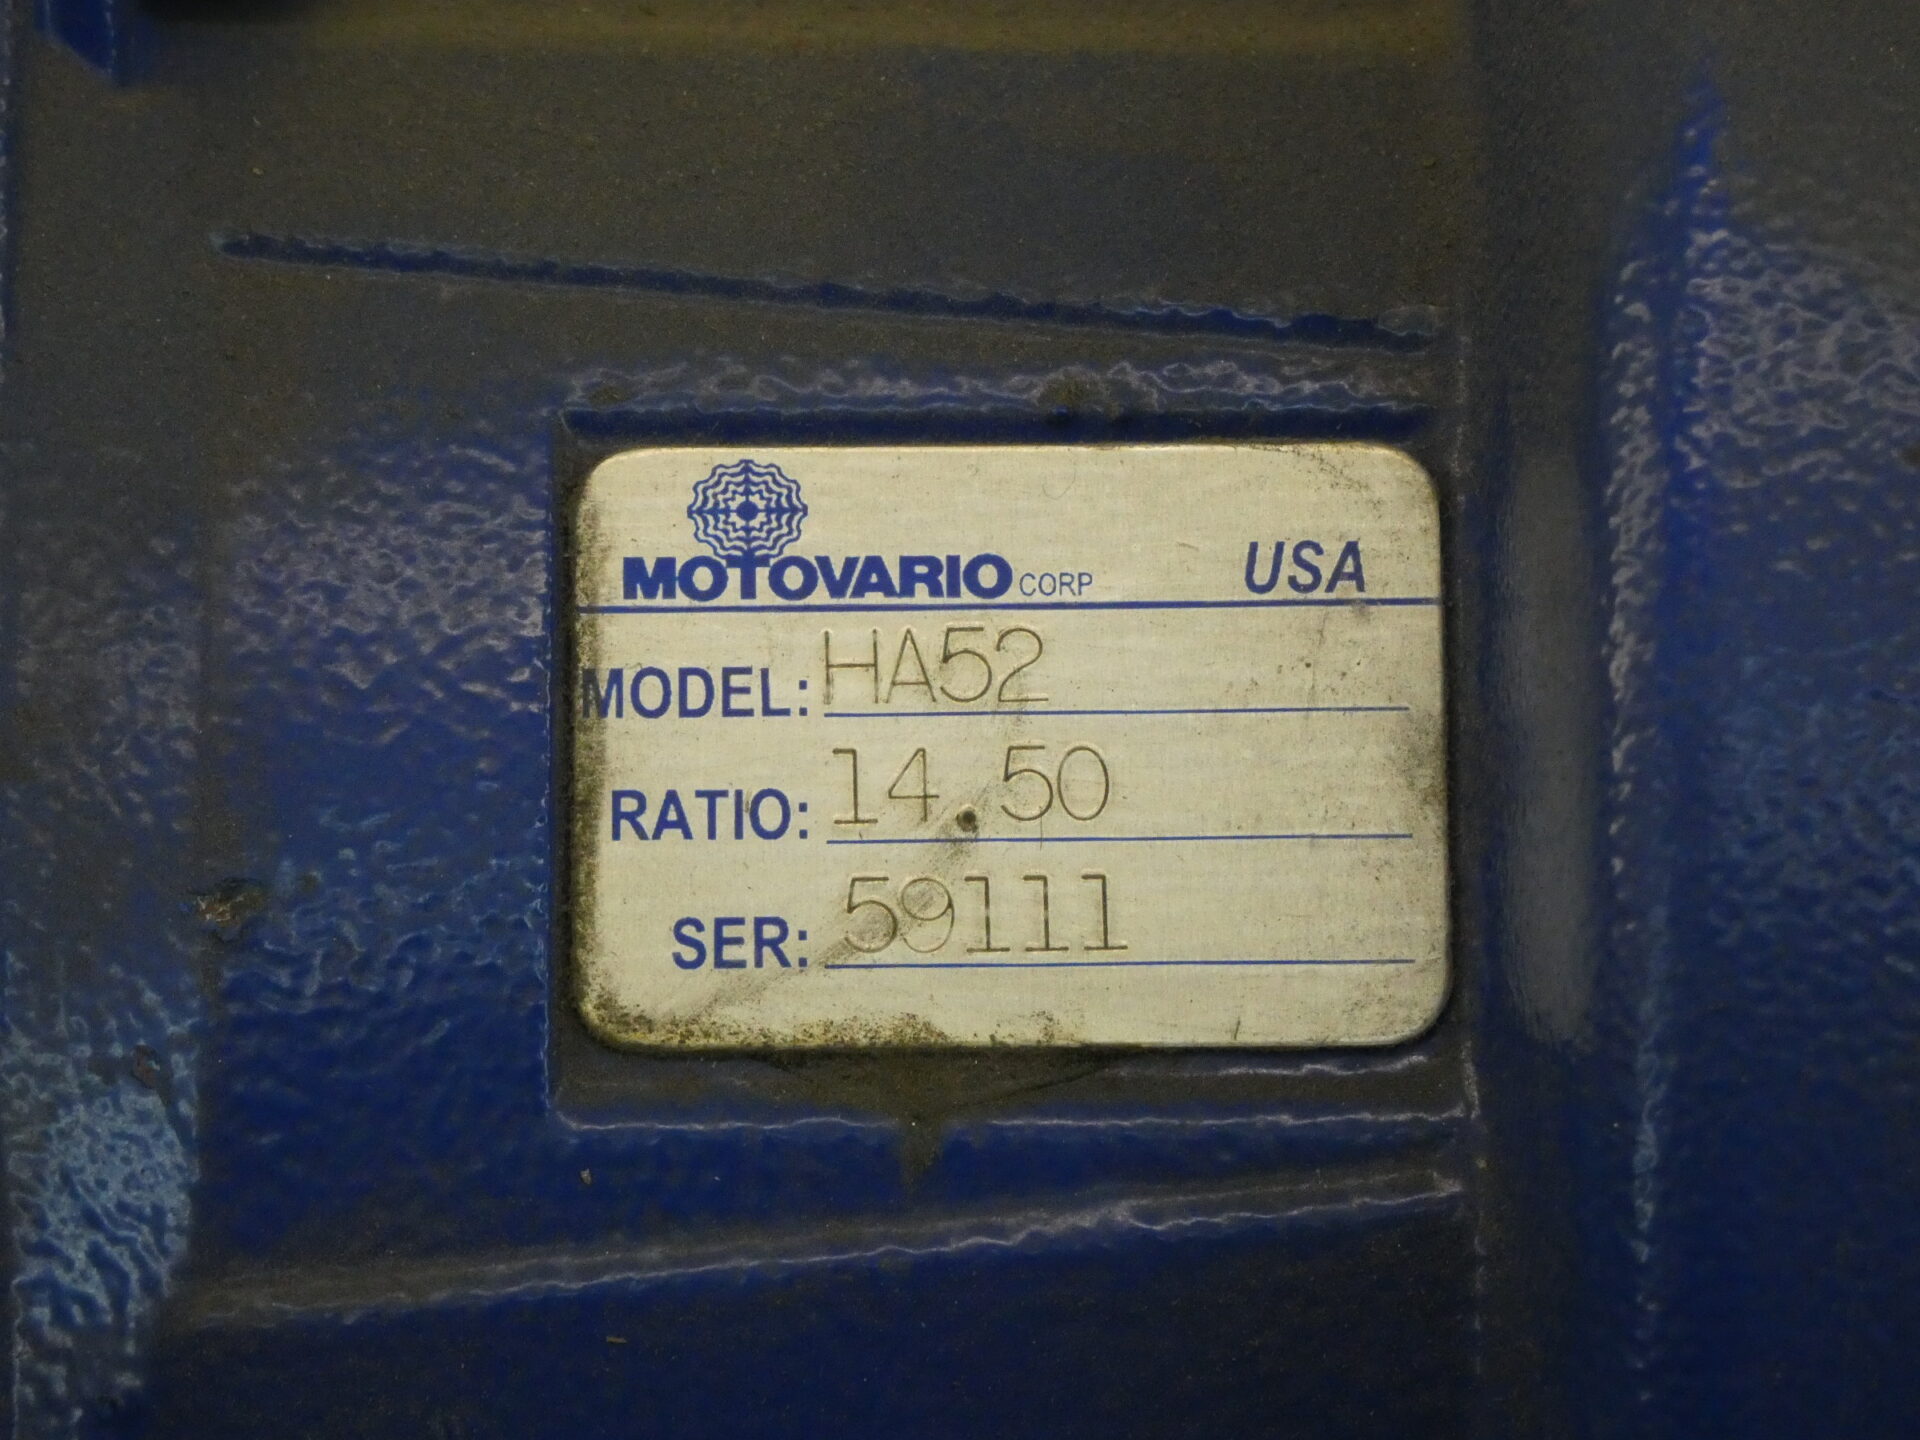 MOTOVARIO CORP USA
MODEL: HA52
RATIO: 14.50
SER: 59111